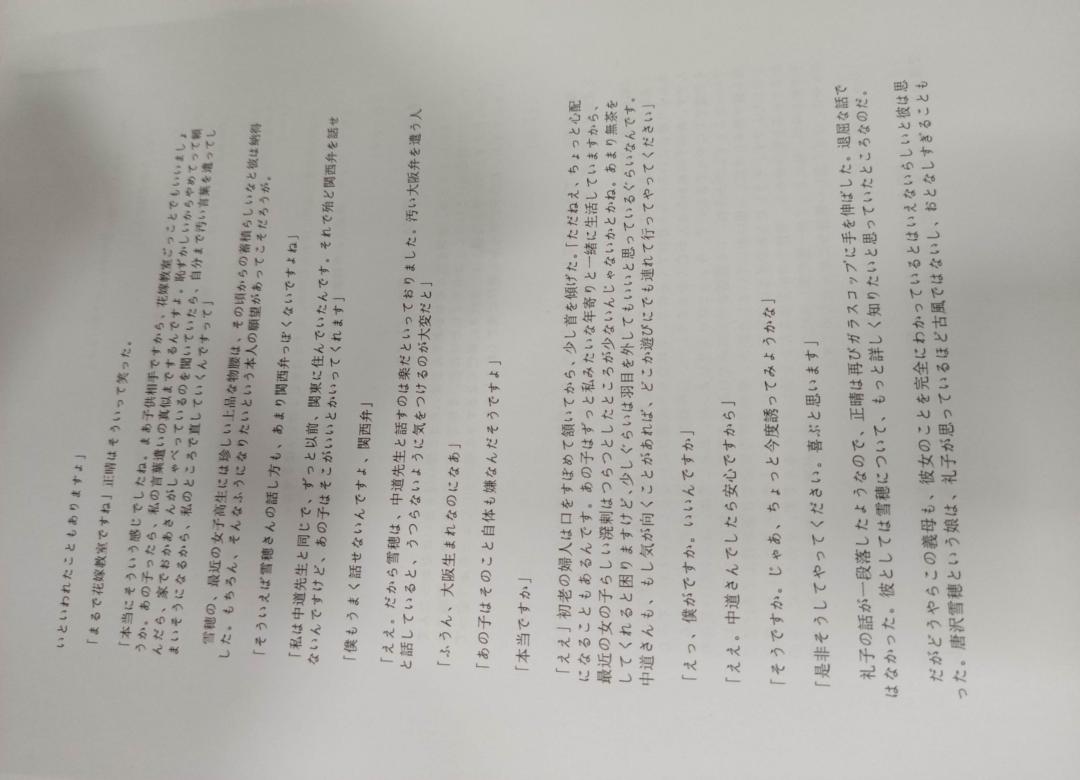 いといわれたこともありますよ」
「まるで花嫁教室ですね」正晴はそういって笑った。
「本当にそういう感じでしたね。まあ子供相手ですから、花嫁教室ごっことでもいいましょ
うか。あの子ったら、私の言葉遣いの真似までするんですよ。恥ずかしいからやめてって頼
んだら、家でおかあさんがしゃべっているのを聞いていたら、自分まで汚い言葉を遣ってし
まいそうになるから、私のところで直していくんですって」
雪穂の、最近の女子高生には珍しい上品な物腰は、その頃からの蓄積らしいなと彼は納得
した。もちろん、そんなふうになりたいという本人の願望があってこそだろうが。
「そういえば雪穂さんの話し方も、あまり関西弁っぽくないですよね」
「私は中道先生と同じで、ずっと以前、関東に住んでいたんです。それで殆ど関西弁を話せ
ないんですけど、あの子はそこがいいとかいってくれます」
「僕もうまく話せないんですよ、関西弁」
「ええ。だから雪穂は、中道先生と話すのは楽だといっておりました。汚い大阪弁を遣う人
と話していると、うつらないように気をつけるのが大変だと」
「ふうん、大阪生まれなのになあ」
「あの子はそのこと自体も嫌なんだそうですよ」
「本当ですか」
「ええ」初老の婦人は口をすぼめて頷いてから、少し首を傾げた。「ただねえ、ちょっと心配
になることもあるんです。あの子はずっと私みたいな年寄りと一緒に生活していますから、
最近の女の子らしい溌剌はつらつとしたところが少ないんじゃないかとかね。あまり無茶を
してくれると困りますけど、少しぐらいは羽目を外してもいいと思っているぐらいなんです。
中道さんも、もし気が向くことがあれば、どこか遊びにでも連れて行ってやってください」
「えっ、僕がですか。いいんですか」
「ええ。中道さんでしたら安心ですから」
「そうですか。じゃあ、ちょっと今度誘ってみようかな」
「是非そうしてやってください。喜ぶと思います」
礼子の話が一段落したようなので、正晴は再びガラスコップに手を伸ばした。退屈な話で
はなかった。彼としては雪穂について、もっと詳しく知りたいと思っていたところなのだ。
だがどうやらこの義母も、彼女のことを完全にわかっているとはいえないらしいと彼は思
った。唐沢雪穂という娘は、礼子が思っているほど古風ではないし、おとなしすぎることも